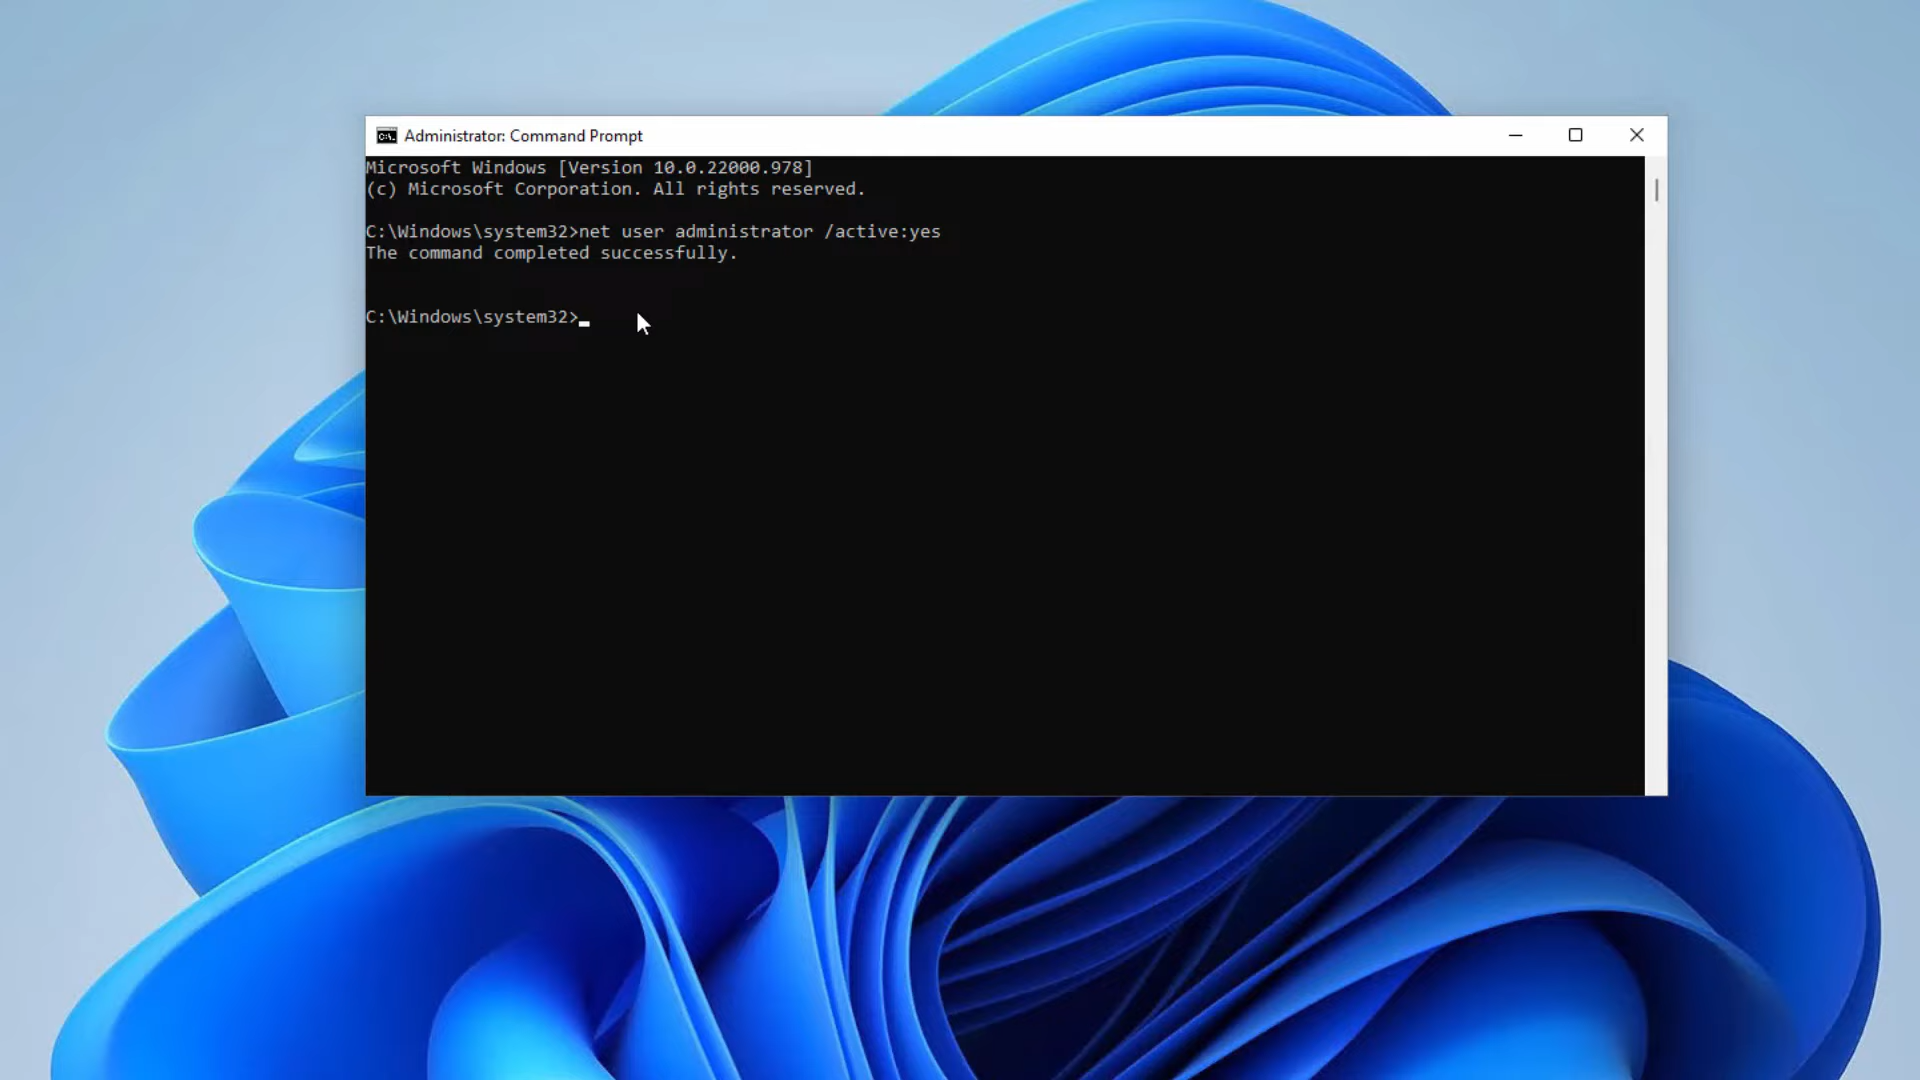 Administrator: Command Prompt
Microsoft Windows [Version 10.0.22000.978]
(c) Microsoft Corporation. All rights reserved.
C:\Windows\system32>net user administrator /active:yes
The command completed successfully.
C:\Windows\system32>